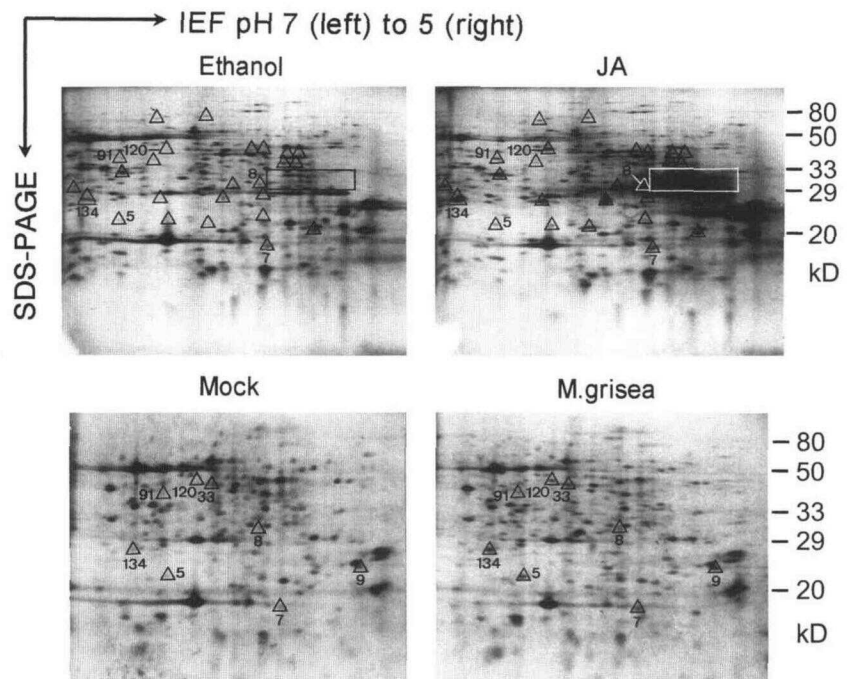 IEF pH 7 (left) to 5 (right)
SDS-PAGE
Ethanol
JA
91 120 8 134 5 7
91 120 8 134 5 7
80
50
33
29
20
kD
Mock
M.grisea
91 120 33 8 134 5 9 7
91 120 33 8 134 5 9 7
80
50
33
29
20
kD